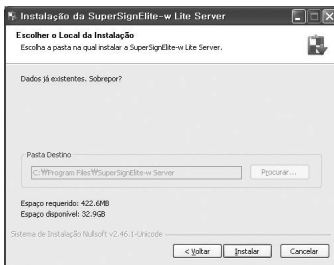 Instalação da SuperSignElite-w Lite Server
Escolher o Local da Instalação
Escolha a pasta na qual instalar a SuperSignElite-w Lite Server.
Dados já existentes. Sobrepor?
Pasta Destino
C:₩Program Files₩SuperSignElite-w Server
Procurar...
Espaço requerido: 422.6MB
Espaço disponível: 32.9GB
Sistema de Instalação Nullsoft v2.46.1-Unicode
< Voltar
Instalar
Cancelar